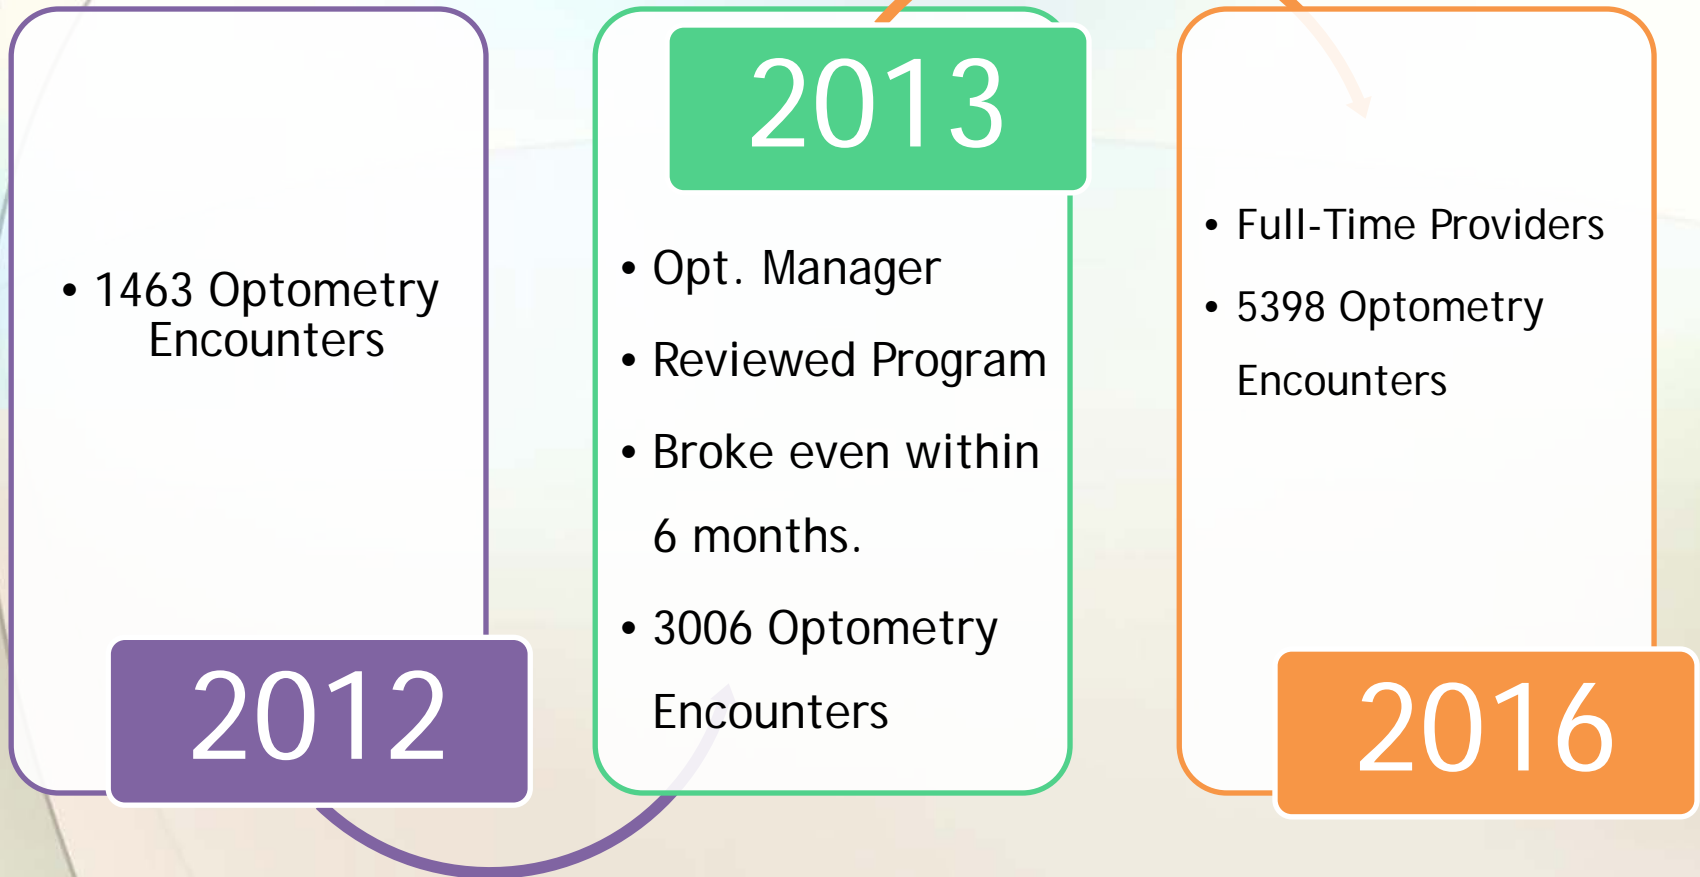 • 1463 Optometry
Encounters
2012
2013
• Opt. Manager
• Reviewed Program
• Broke even within
6 months.
• 3006 Optometry
Encounters
• Full-Time Providers
• 5398 Optometry
Encounters
2016